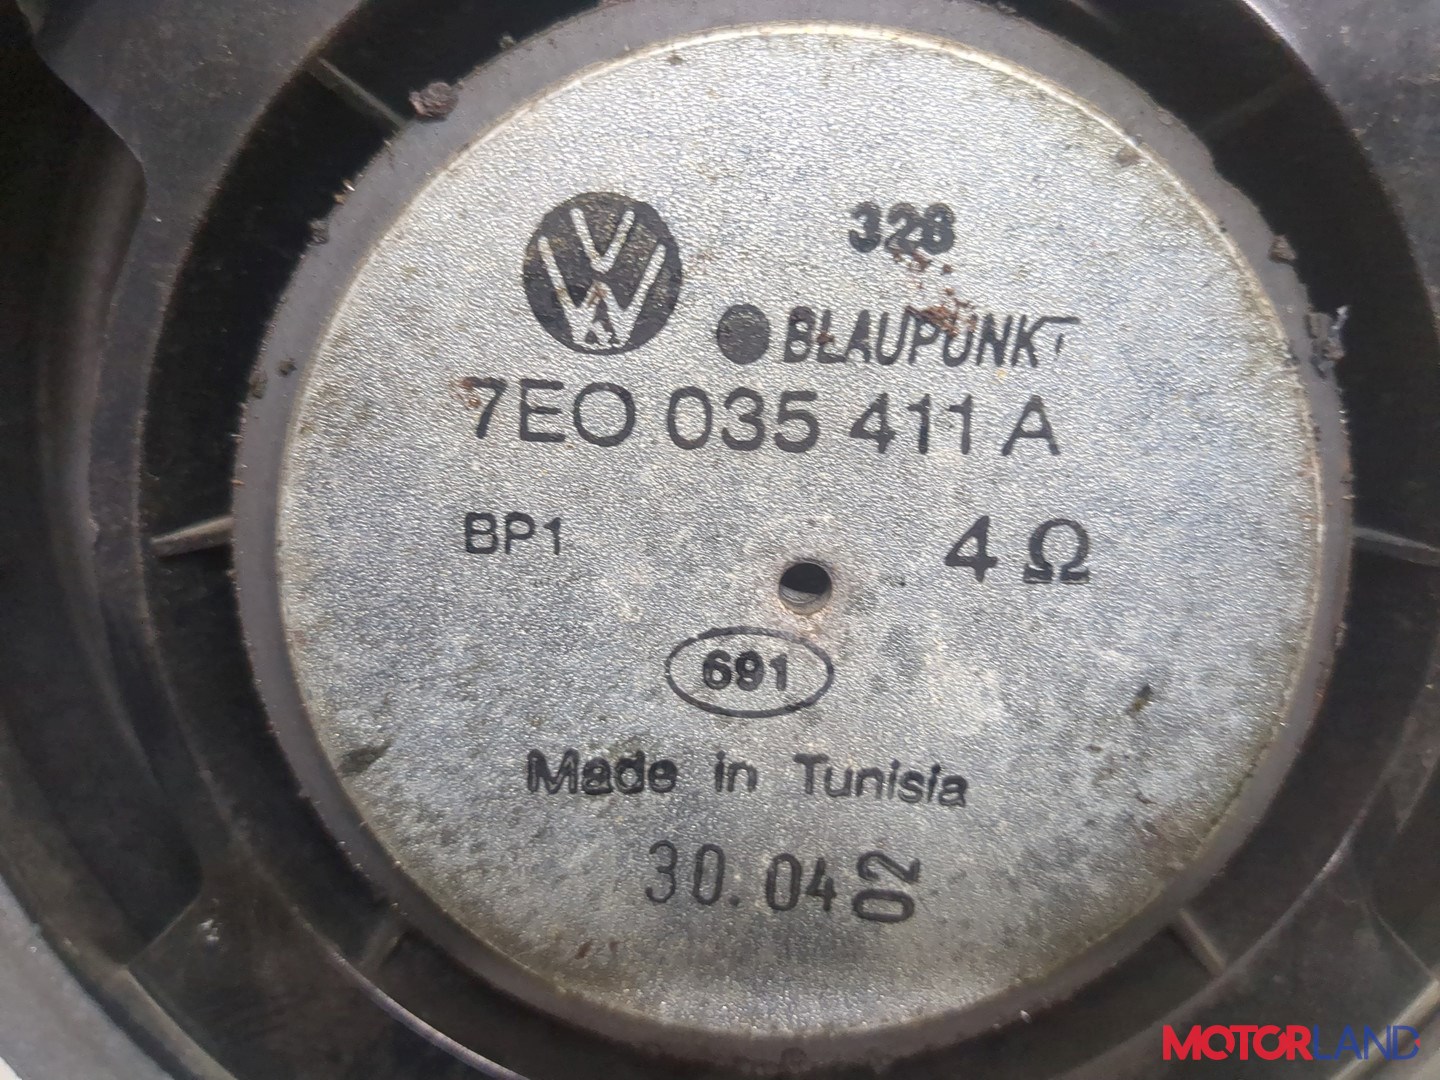 328
BLAUPUNKT
7E0 035 411 A
BP1 4 Ω
691
Made in Tunisia
30. 04 02
MOTORLAND